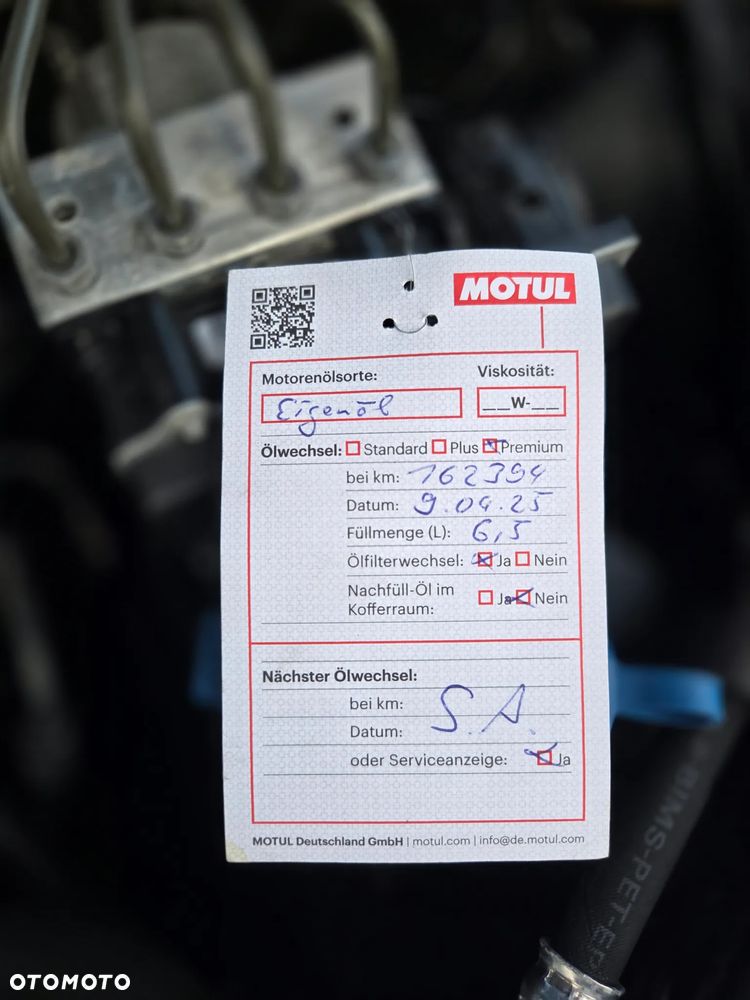 MOTUL
Motorenölsorte: Viskosität:
Eigenöl __W-__
Ölwechsel: Standard Plus Premium
bei km: 162394
Datum: 9.04.25
Füllmenge (L): 6,5
Ölfilterwechsel: Ja Nein
Nachfüll-Öl im
Kofferraum: Ja Nein
Nächster Ölwechsel:
bei km:
S.A.
Datum:
oder Serviceanzeige: Ja
MOTUL Deutschland GmbH | motul.com | info@de.motul.com
OTOMOTO